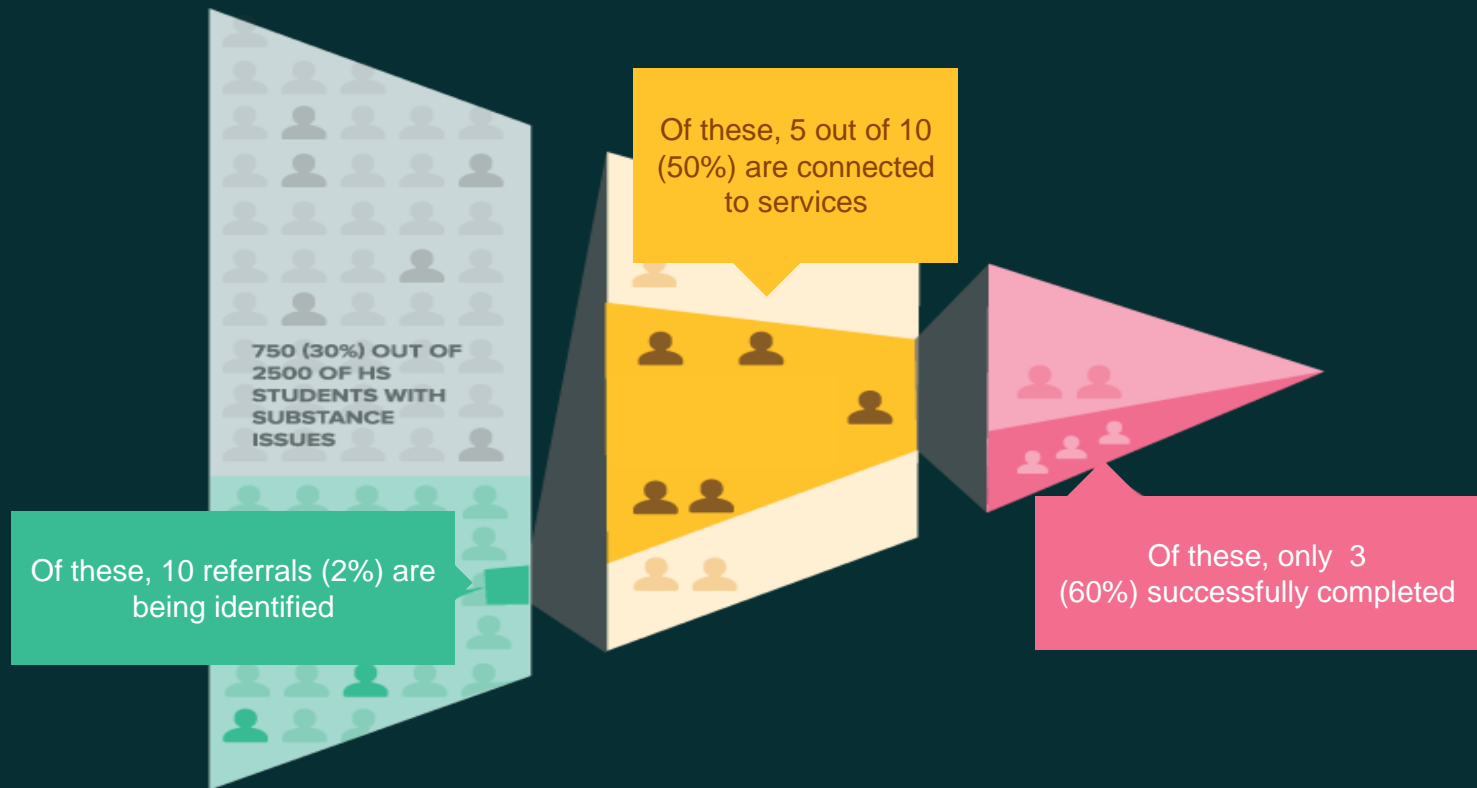 750 (30%) OUT OF
2500 OF HS
STUDENTS WITH
SUBSTANCE
ISSUES
Of these, 10 referrals (2%) are
being identified
Of these, 5 out of 10
(50%) are connected
to services
Of these, only 3
(60%) successfully completed